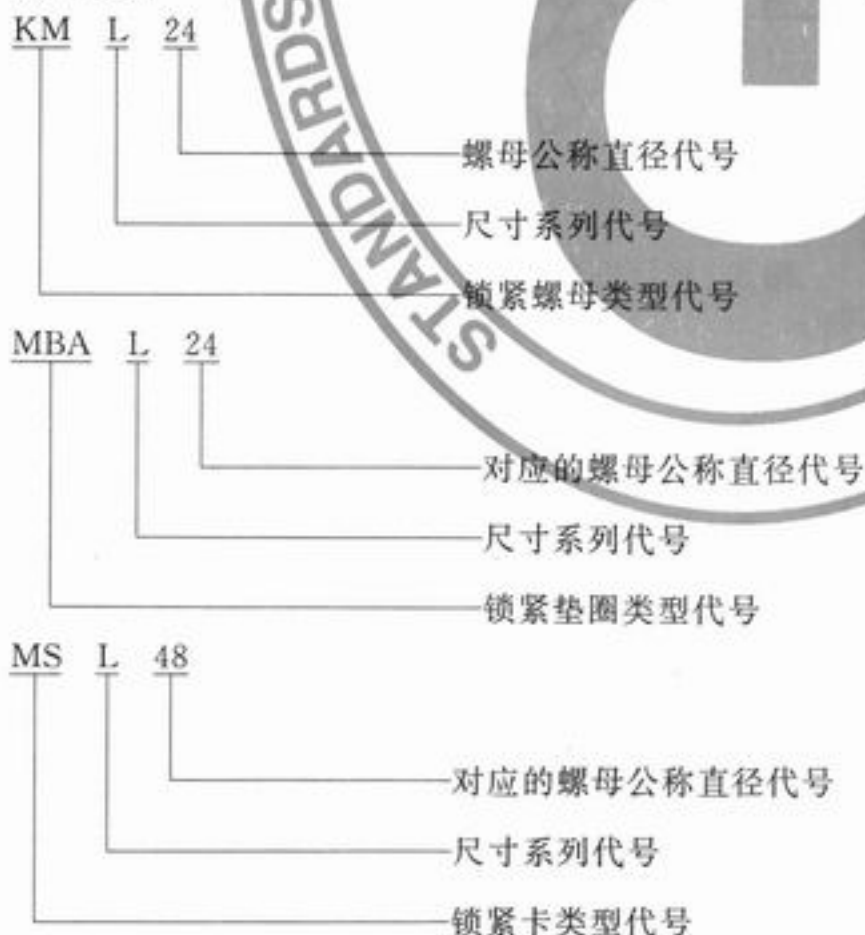 KM L 24
螺母公称直径代号
尺寸系列代号
锁紧螺母类型代号
MBA L 24
对应的螺母公称直径代号
尺寸系列代号
锁紧垫圈类型代号
MS L 48
对应的螺母公称直径代号
尺寸系列代号
锁紧卡类型代号
STANDARDS